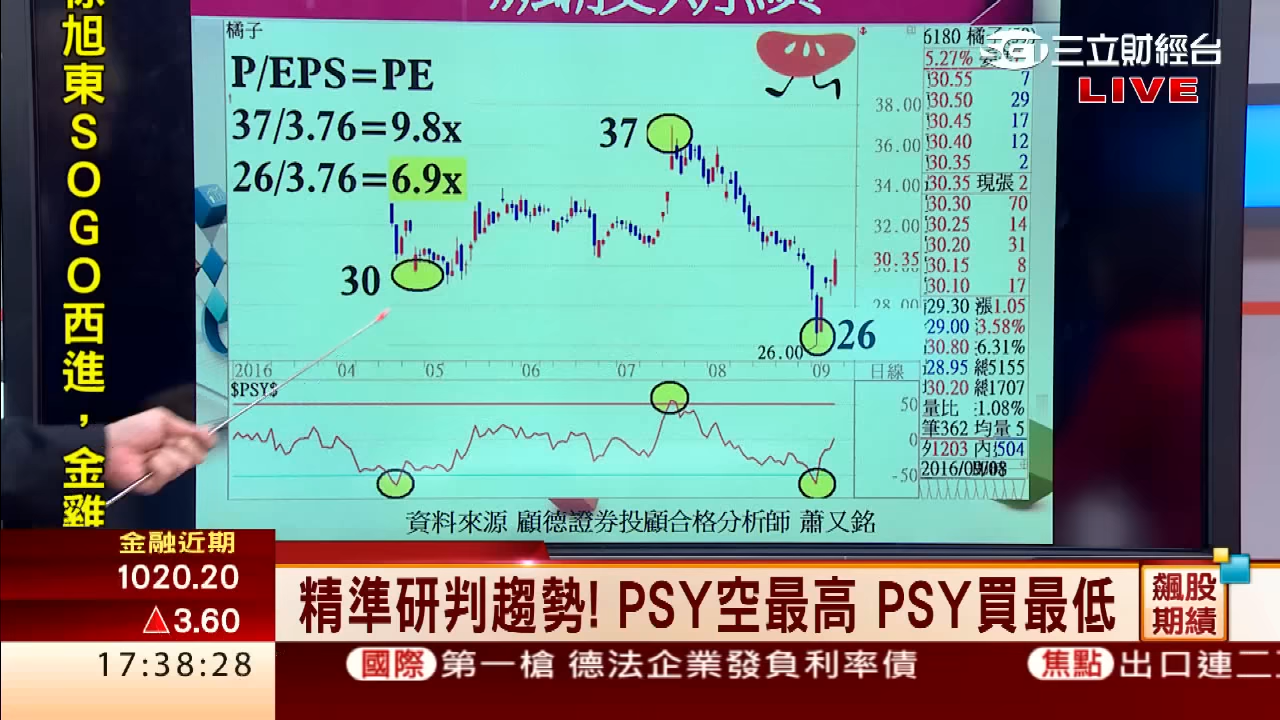 旭東SOGO西進，金雞
橘子
P/EPS=PE
37/3.76=9.8x
26/3.76=6.9x
37
30
26
26.00
38.00
36.00
34.00
32.00
30.35
28.00
2016 '04 '05 '06 '07 '08 '09 日線
$PSY$
50
0
-50
6180 橘子
5.27%
30.55 7
30.50 29
30.45 17
30.40 12
30.35 2
30.35 現張 2
30.30 70
30.25 14
30.20 31
30.15 8
30.10 17
29.30 漲1.05
29.00 3.58%
30.80 6.31%
28.95 總5155
30.20 總1707
量比 1.08%
筆362 均量 5
外1203 內504
2016/09/08
資料來源 顧德證券投顧合格分析師 蕭又銘
三立財經台
LIVE
金融近期
1020.20
△3.60
17:38:28
精準研判趨勢! PSY空最高 PSY買最低
飆股期績
國際 第一槍 德法企業發負利率債
焦點 出口連二